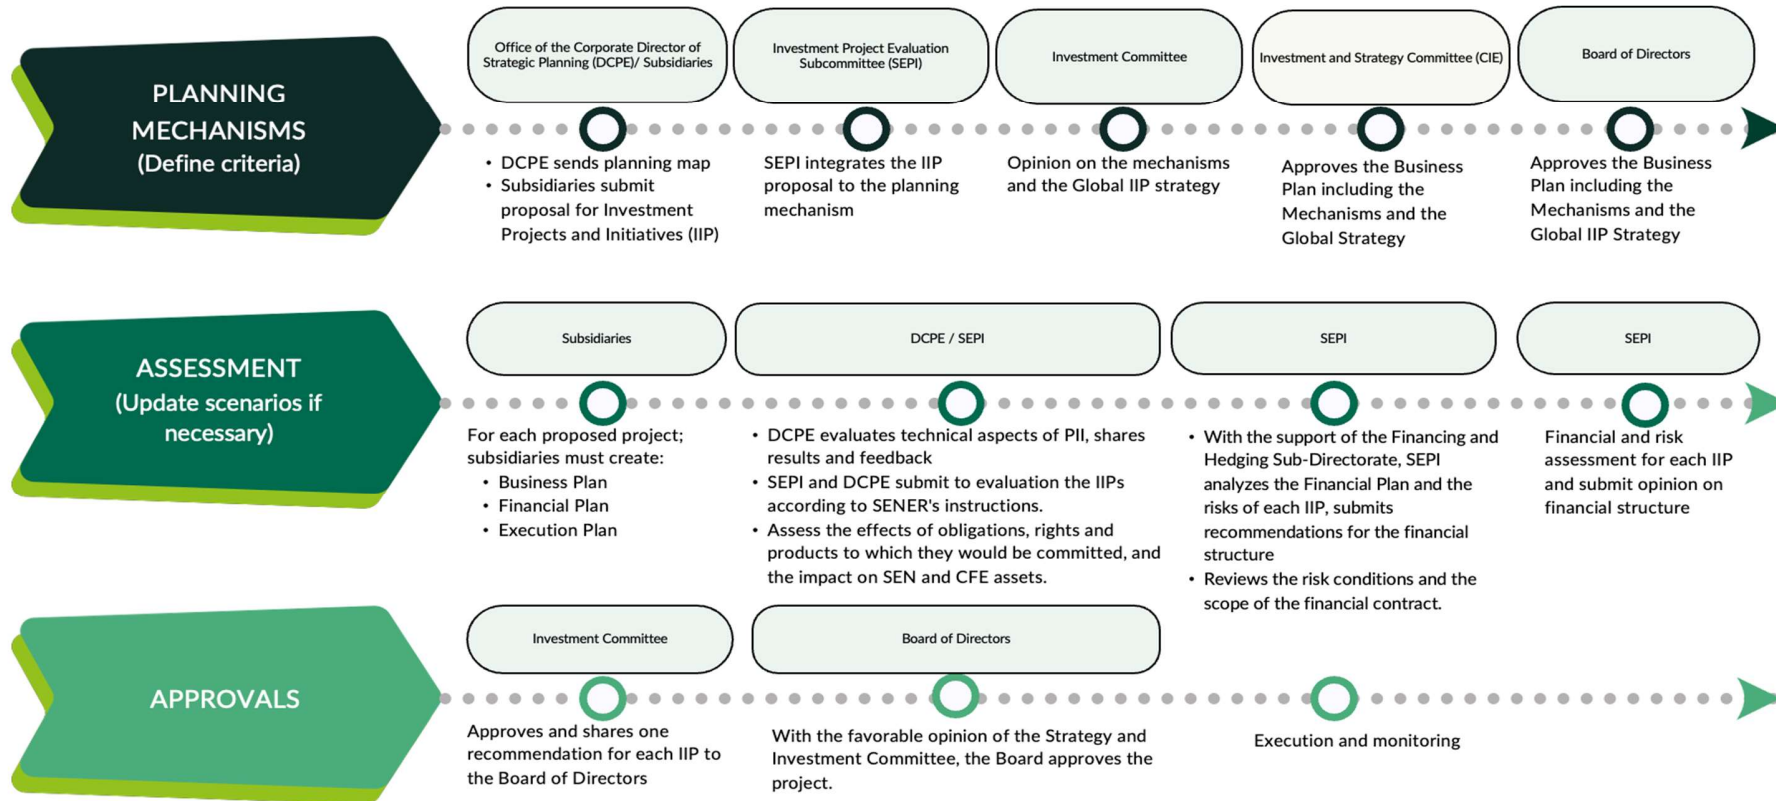 PLANNING
MECHANISMS
(Define criteria)
Office of the Corporate Director of
Strategic Planning (DCPE)/ Subsidiaries
• DCPE sends planning map
• Subsidiaries submit
proposal for Investment
Projects and Initiatives (IIP)
Investment Project Evaluation
Subcommittee (SEPI)
SEPI integrates the IIP
proposal to the planning
mechanism
Investment Committee
Opinion on the mechanisms
and the Global IIP strategy
Investment and Strategy Committee (CIE)
Approves the Business
Plan including the
Mechanisms and the
Global Strategy
Board of Directors
Approves the Business
Plan including the
Mechanisms and the
Global IIP Strategy
ASSESSMENT
(Update scenarios if
necessary)
Subsidiaries
For each proposed project;
subsidiaries must create:
• Business Plan
• Financial Plan
• Execution Plan
DCPE / SEPI
• DCPE evaluates technical aspects of PII, shares
results and feedback
• SEPI and DCPE submit to evaluation the IIPs
according to SENER's instructions.
• Assess the effects of obligations, rights and
products to which they would be committed, and
the impact on SEN and CFE assets.
SEPI
• With the support of the Financing and
Hedging Sub-Directorate, SEPI
analyzes the Financial Plan and the
risks of each IIP, submits
recommendations for the financial
structure
• Reviews the risk conditions and the
scope of the financial contract.
SEPI
Financial and risk
assessment for each IIP
and submit opinion on
financial structure
APPROVALS
Investment Committee
Approves and shares one
recommendation for each IIP to
the Board of Directors
Board of Directors
With the favorable opinion of the Strategy and
Investment Committee, the Board approves the
project.
Execution and monitoring